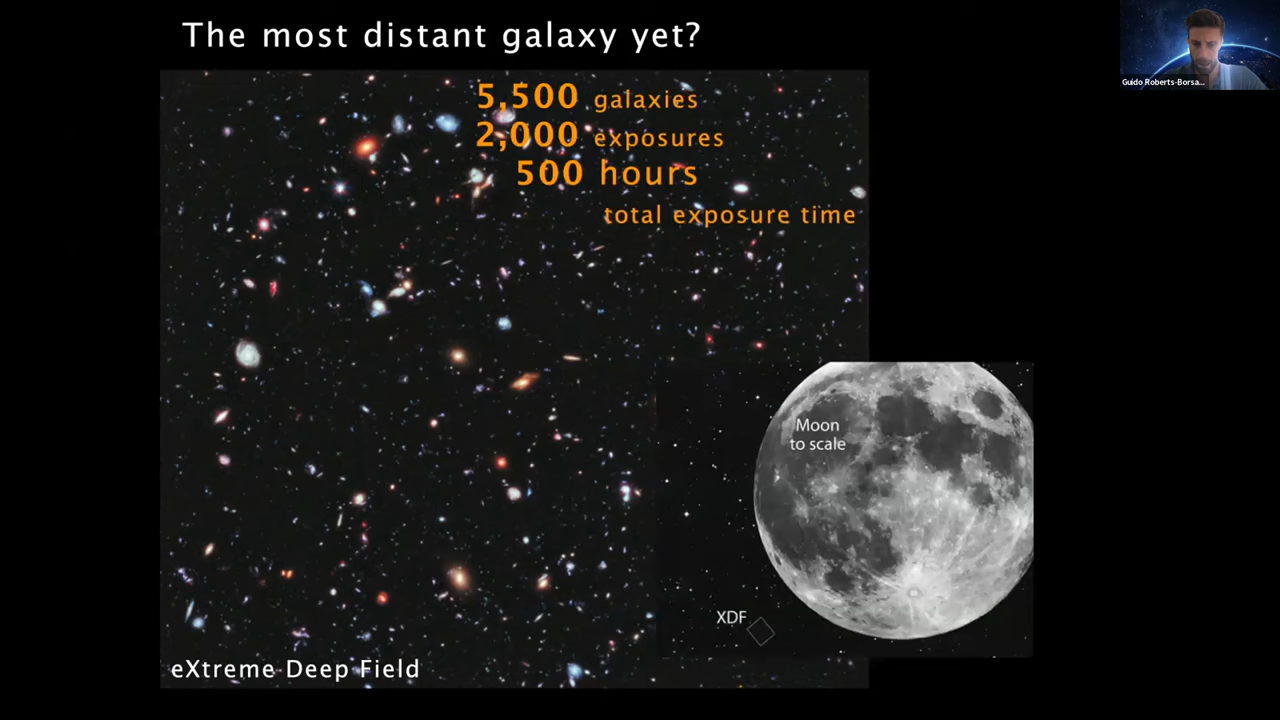 The most distant galaxy yet?
Guido Roberts-Borsa...
5,500 galaxies
2,000 exposures
500 hours
total exposure time
Moon
to scale
XDF
eXtreme Deep Field